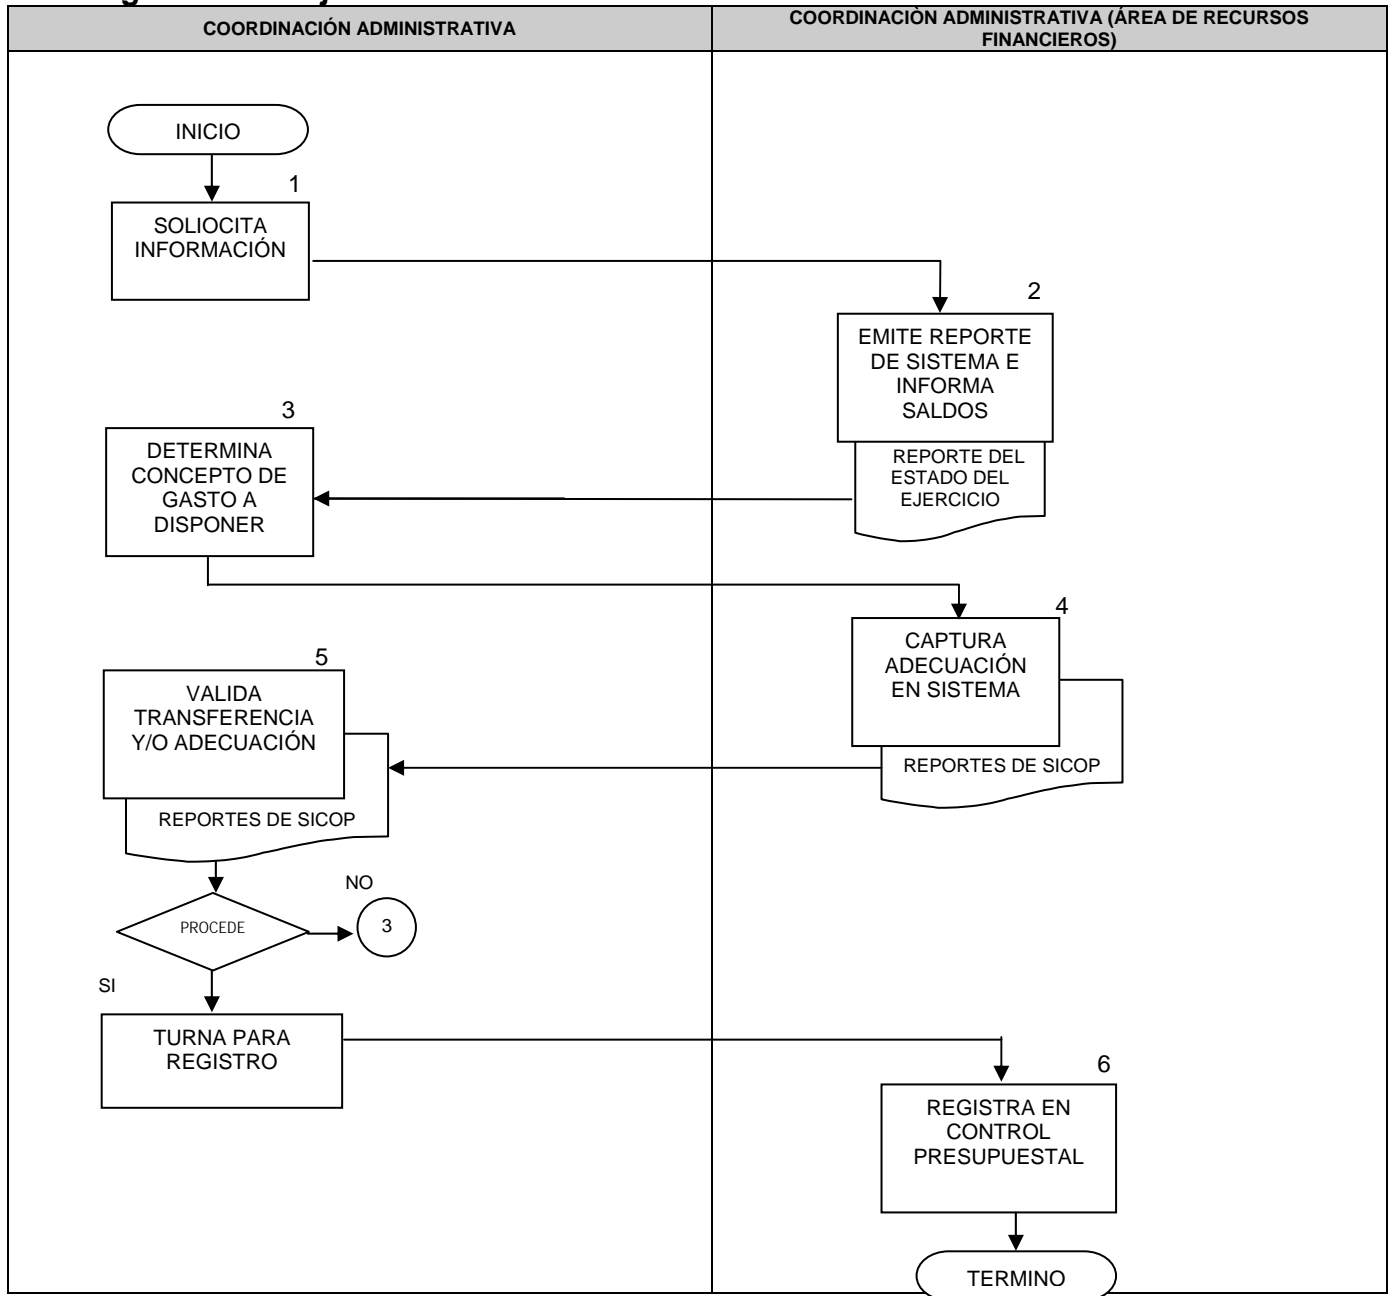 COORDINACIÓN ADMINISTRATIVA
COORDINACIÒN ADMINISTRATIVA (ÁREA DE RECURSOS
FINANCIEROS)
INICIO
1
SOLIOCITA
INFORMACIÓN
2
EMITE REPORTE
DE SISTEMA E
INFORMA
SALDOS
REPORTE DEL
ESTADO DEL
EJERCICIO
3
DETERMINA
CONCEPTO DE
GASTO A
DISPONER
4
CAPTURA
ADECUACIÓN
EN SISTEMA
REPORTES DE SICOP
5
VALIDA
TRANSFERENCIA
Y/O ADECUACIÓN
REPORTES DE SICOP
PROCEDE
NO
3
SI
TURNA PARA
REGISTRO
6
REGISTRA EN
CONTROL
PRESUPUESTAL
TERMINO